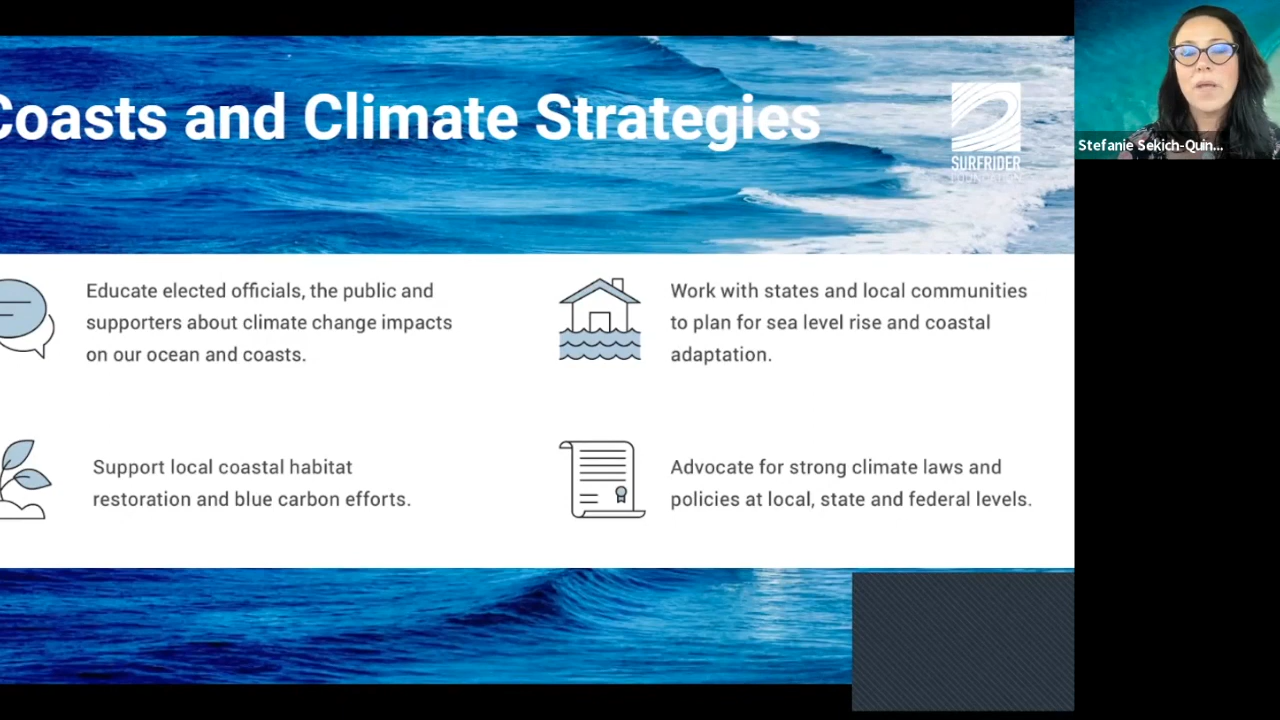 Coasts and Climate Strategies
SURFRIDER
FOUNDATION
Stefanie Sekich-Quin...
Educate elected officials, the public and
supporters about climate change impacts
on our ocean and coasts.
Work with states and local communities
to plan for sea level rise and coastal
adaptation.
Support local coastal habitat
restoration and blue carbon efforts.
Advocate for strong climate laws and
policies at local, state and federal levels.